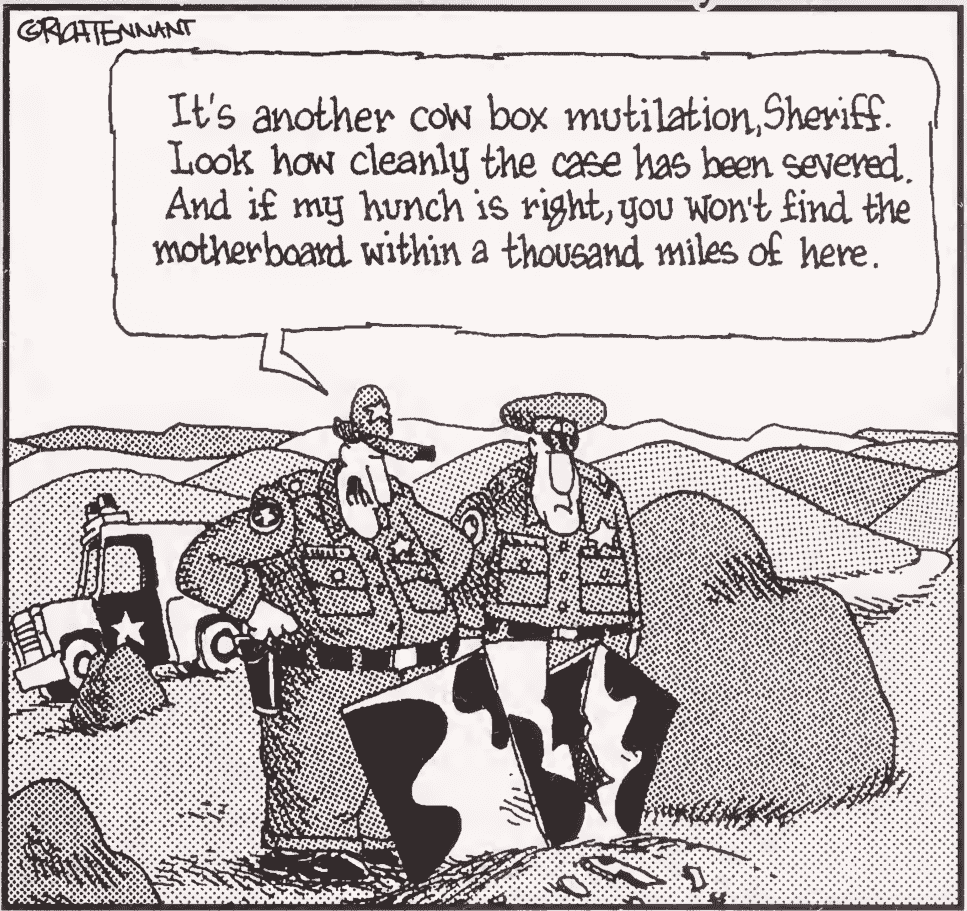 ©RICHTENNANT
It's another cow box mutilation, Sheriff.
Look how cleanly the case has been severed.
And if my hunch is right, you won't find the
motherboard within a thousand miles of here.